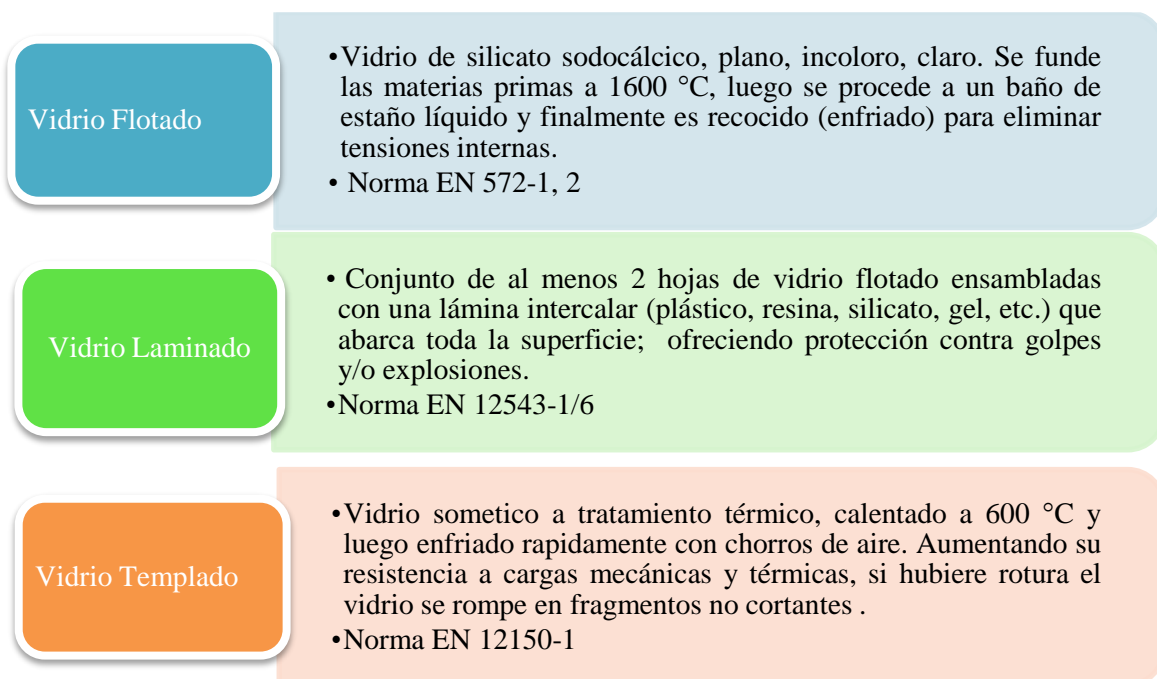 Vidrio Flotado
•Vidrio de silicato sodocálcico, plano, incoloro, claro. Se funde
las materias primas a 1600 °C, luego se procede a un baño de
estaño líquido y finalmente es recocido (enfriado) para eliminar
tensiones internas.
• Norma EN 572-1, 2
Vidrio Laminado
• Conjunto de al menos 2 hojas de vidrio flotado ensambladas
con una lámina intercalar (plástico, resina, silicato, gel, etc.) que
abarca toda la superficie; ofreciendo protección contra golpes
y/o explosiones.
•Norma EN 12543-1/6
Vidrio Templado
•Vidrio sometico a tratamiento térmico, calentado a 600 °C y
luego enfriado rapidamente con chorros de aire. Aumentando su
resistencia a cargas mecánicas y térmicas, si hubiere rotura el
vidrio se rompe en fragmentos no cortantes .
•Norma EN 12150-1